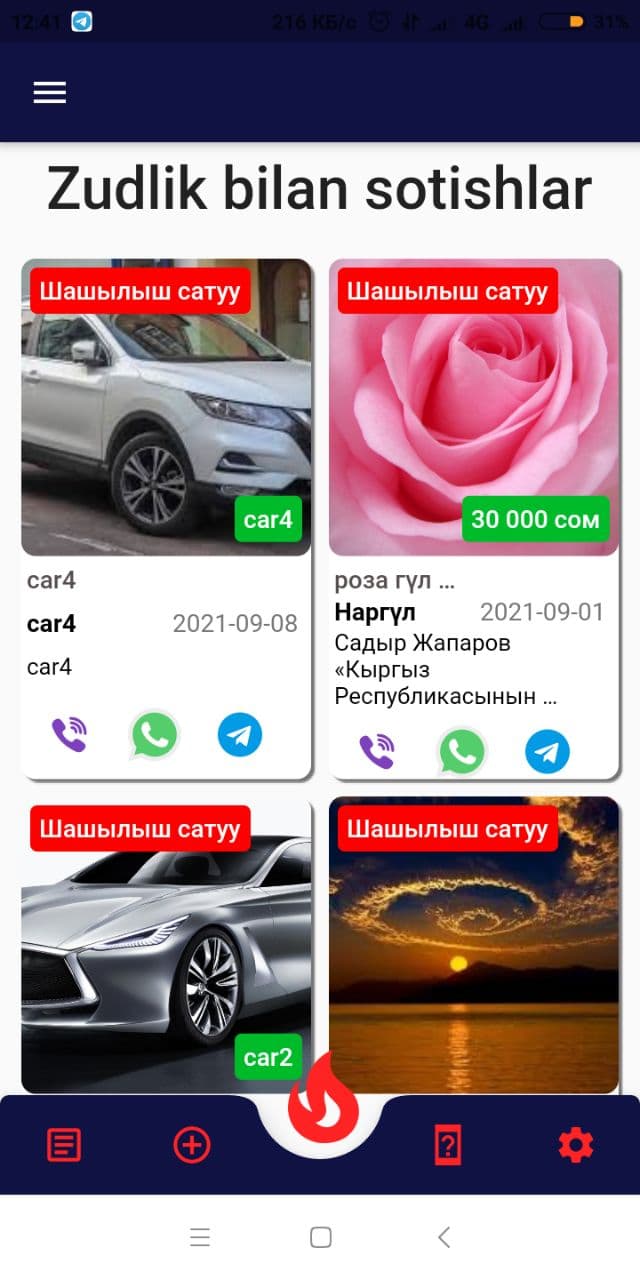 12:41 216 КБ/с 4G 31%
Zudlik bilan sotishlar
Шашылыш сатуу
car4
car4
car4 2021-09-08
car4
Шашылыш сатуу
30 000 сом
роза гүл ...
Наргүл 2021-09-01
Садыр Жапаров
«Кыргыз
Республикасынын ...
Шашылыш сатуу
car2
Шашылыш сатуу